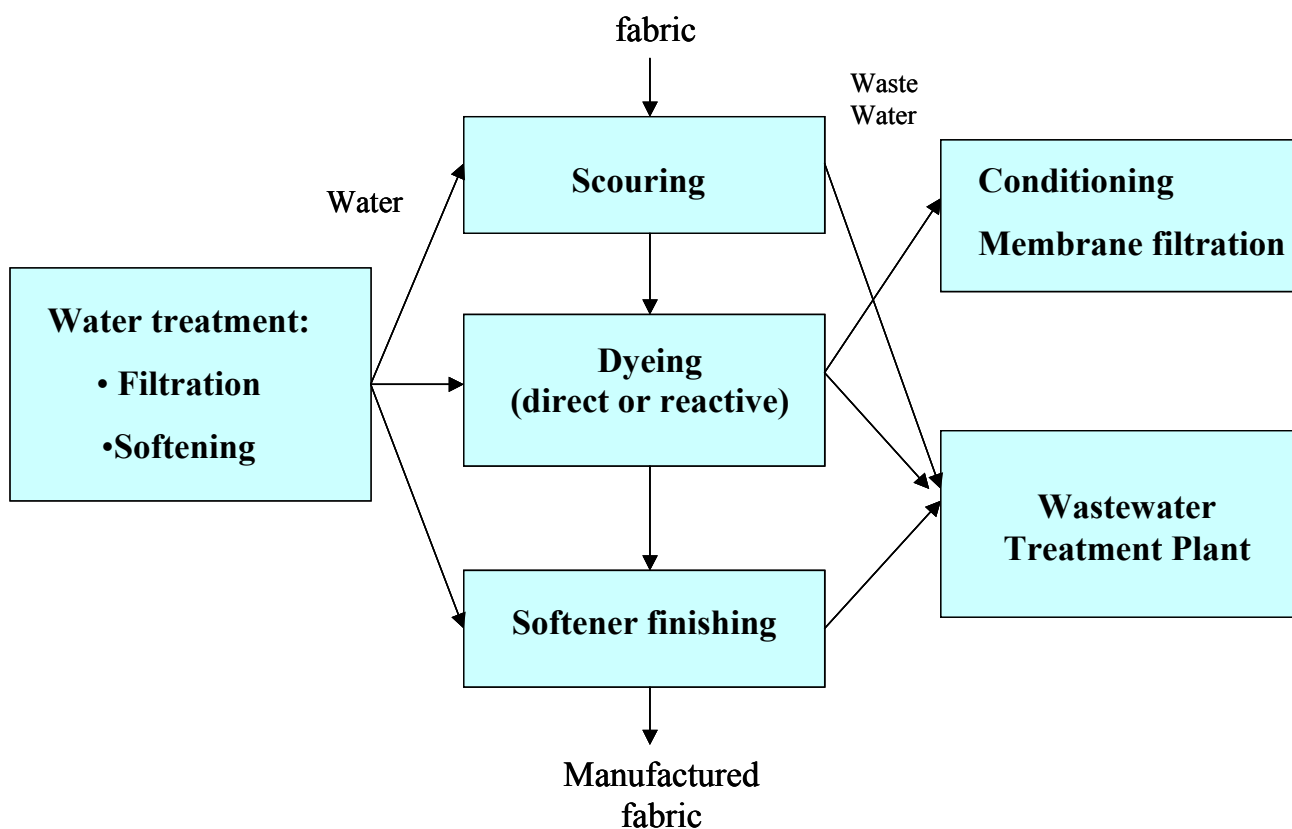 fabric
Waste
Water
Scouring
Conditioning
Membrane filtration
Water
Water treatment:
• Filtration
•Softening
Dyeing
(direct or reactive)
Wastewater
Treatment Plant
Softener finishing
Manufactured
fabric